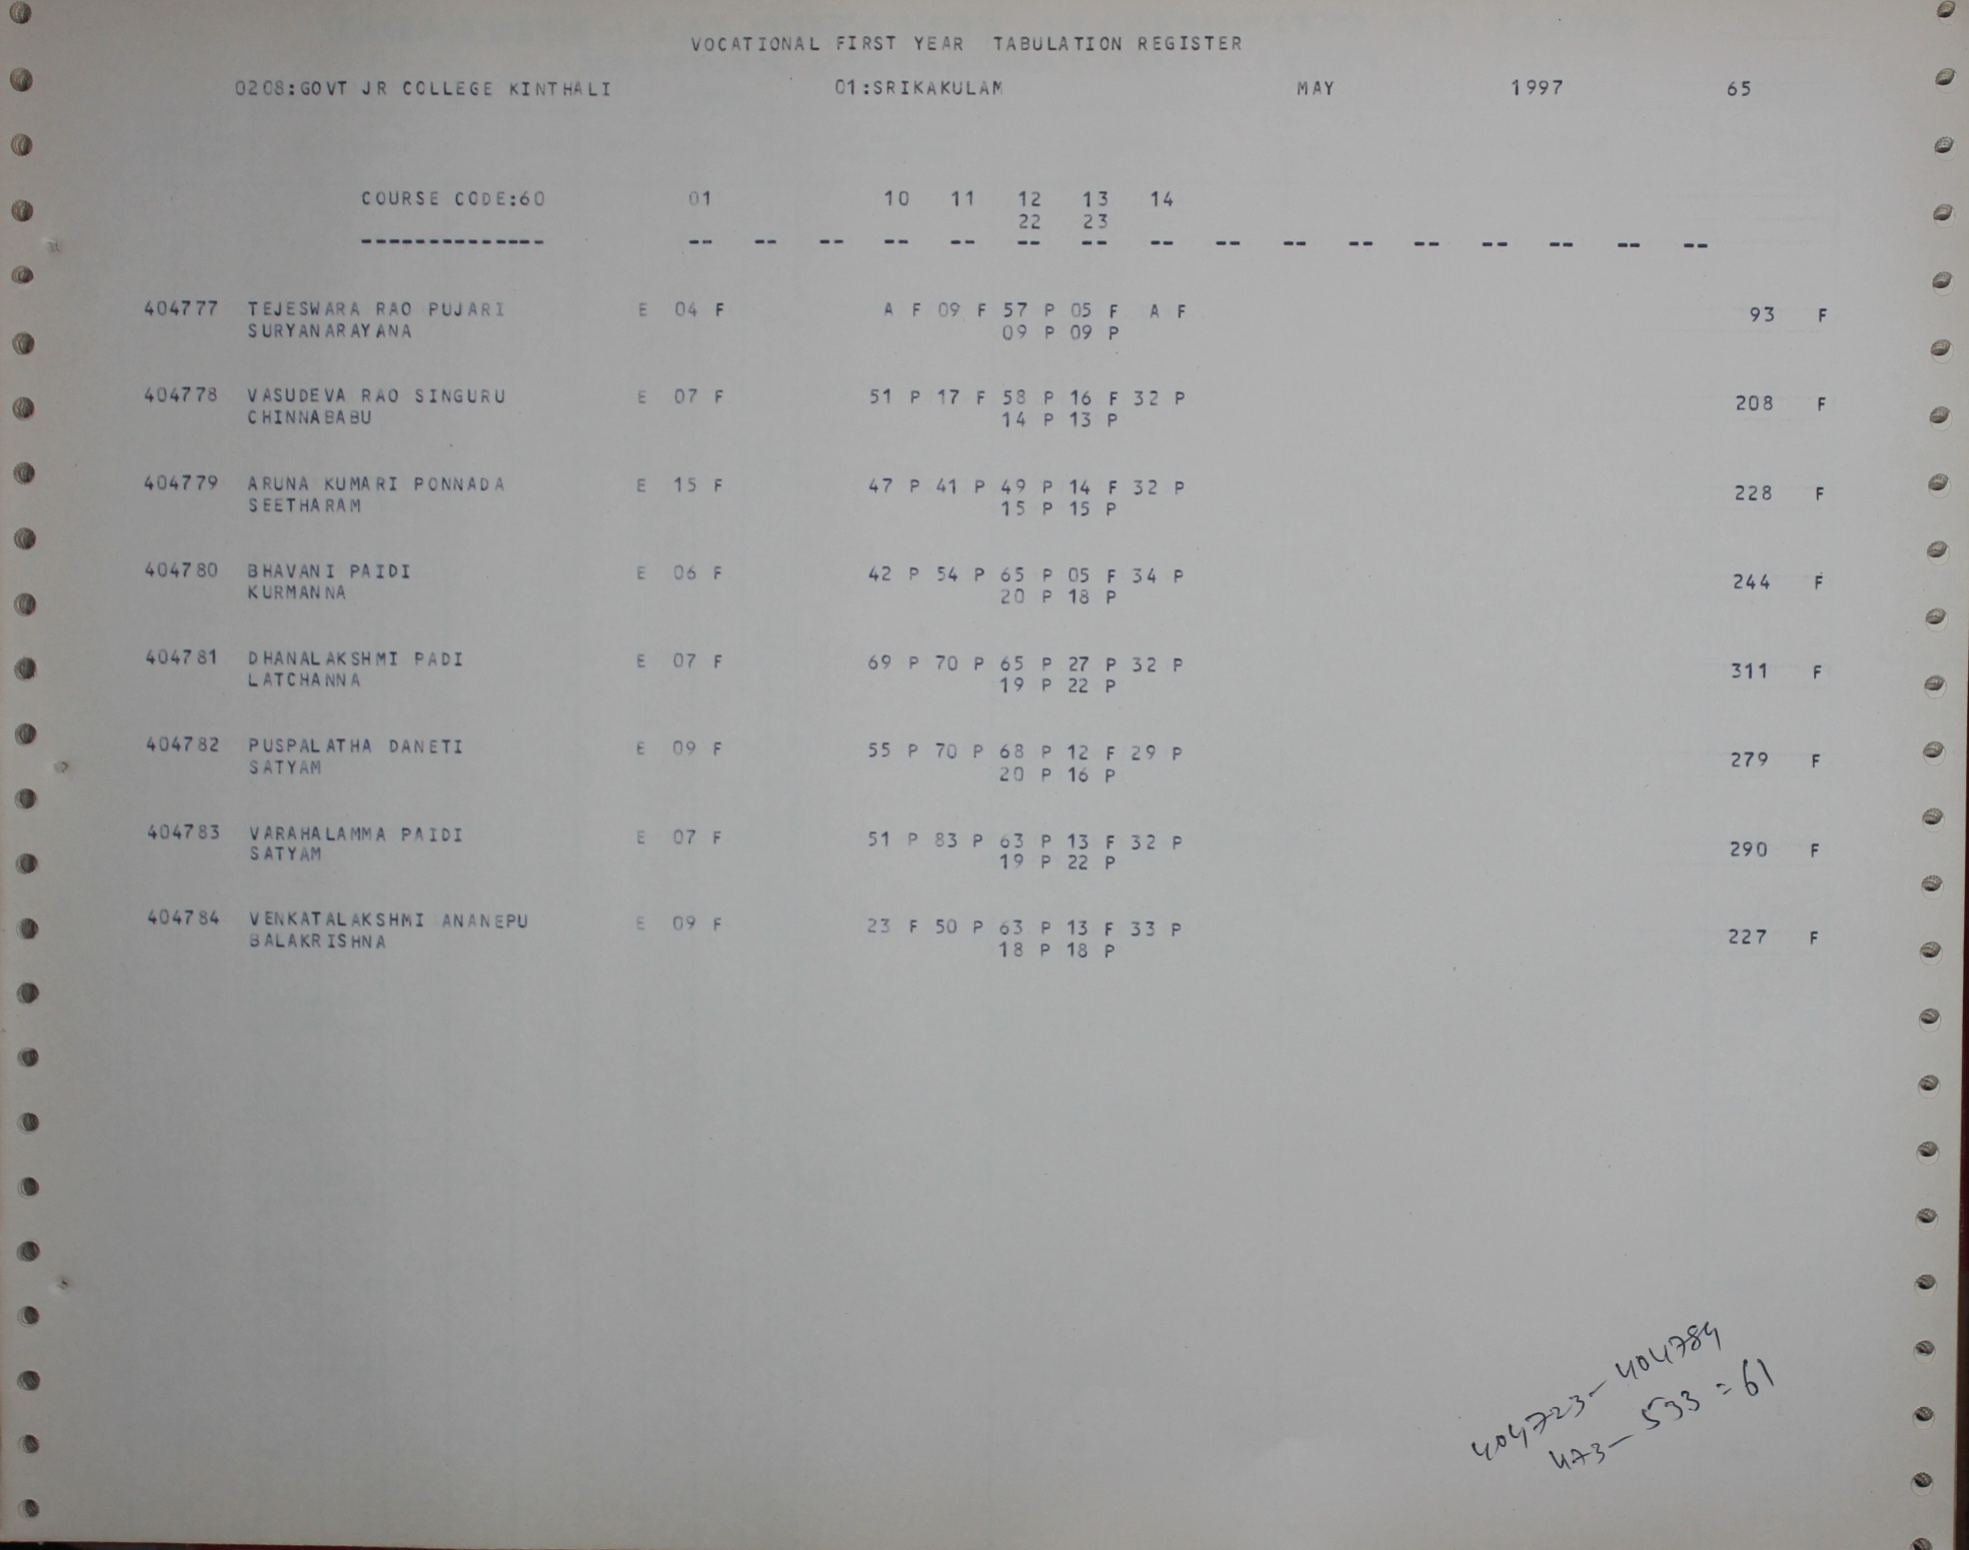 VOCATIONAL FIRST YEAR TABULATION REGISTER
0208:GOVT JR COLLEGE KINTHALI 01:SRIKAKULAM MAY 1997 65
COURSE CODE:60 01 10 11 12 13 14
22 23
-------------- -- -- -- -- -- -- -- -- -- -- -- -- -- -- -- --
404777 TEJESWARA RAO PUJARI E 04 F A F 09 F 57 P 05 F A F 93 F
SURYANARAYANA 09 P 09 P
404778 VASUDEVA RAO SINGURU E 07 F 51 P 17 F 58 P 16 F 32 P 208 F
CHINNABABU 14 P 13 P
404779 ARUNA KUMARI PONNADA E 15 F 47 P 41 P 49 P 14 F 32 P 228 F
SEETHARAM 15 P 15 P
404780 BHAVANI PAIDI E 06 F 42 P 54 P 65 P 05 F 34 P 244 F
KURMANNA 20 P 18 P
404781 DHANALAKSHMI PADI E 07 F 69 P 70 P 65 P 27 P 32 P 311 F
LATCHANNA 19 P 22 P
404782 PUSPALATHA DANETI E 09 F 55 P 70 P 68 P 12 F 29 P 279 F
SATYAM 20 P 16 P
404783 VARAHALAMMA PAIDI E 07 F 51 P 83 P 63 P 13 F 32 P 290 F
SATYAM 19 P 22 P
404784 VENKATALAKSHMI ANANEPU E 09 F 23 F 50 P 63 P 13 F 33 P 227 F
BALAKRISHNA 18 P 18 P
404723-404784
473-533=61